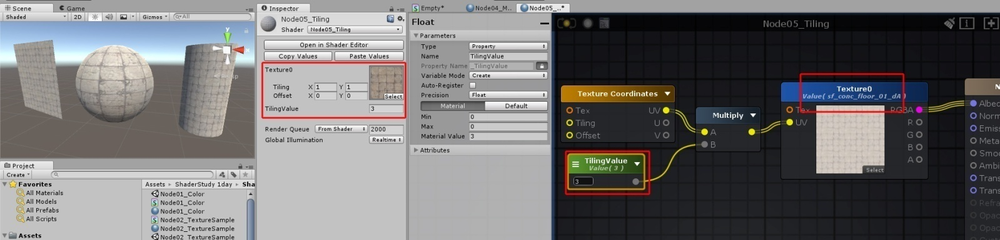 Scene
Game
Shaded
2D
Gizmos
All
y
x
Persp
Project
Create
Favorites
All Materials
All Models
All Prefabs
All Scripts
Assets
Assets ▸ ShaderStudy 1day ▸ Sha
Node01_Color
Node01_Color
Node01_Color
Node02_TextureSample
Node02_TextureSample
Node02_TextureSample
Inspector
Node05_Tiling
Shader Node05_Tiling
Open in Shader Editor
Copy Values Paste Values
Texture0
Tiling X 1 Y 1
Offset X 0 Y 0
Select
TilingValue 3
Render Queue From Shader 2000
Global Illumination Realtime
Empty*
Node04_M..
Node05_..*
Float
Parameters
Type Property
Name TilingValue
Property Name _TilingValue
Variable Mode Create
Auto-Register
Precision Float
Material Default
Min 0
Max 0
Material Value 3
Attributes
Node05_Tiling
Texture Coordinates
Tex UV
Tiling U
Offset V
TilingValue
Value( 3 )
3
Multiply
A
B
Texture0
Value( sf_conc_floor_01_dA )
Tex RGBA
UV R
G
B
A
Select
N
Albed
Norm
Emiss
Meta
Smoo
Ambi
Trans
Trans
Refra
Opac